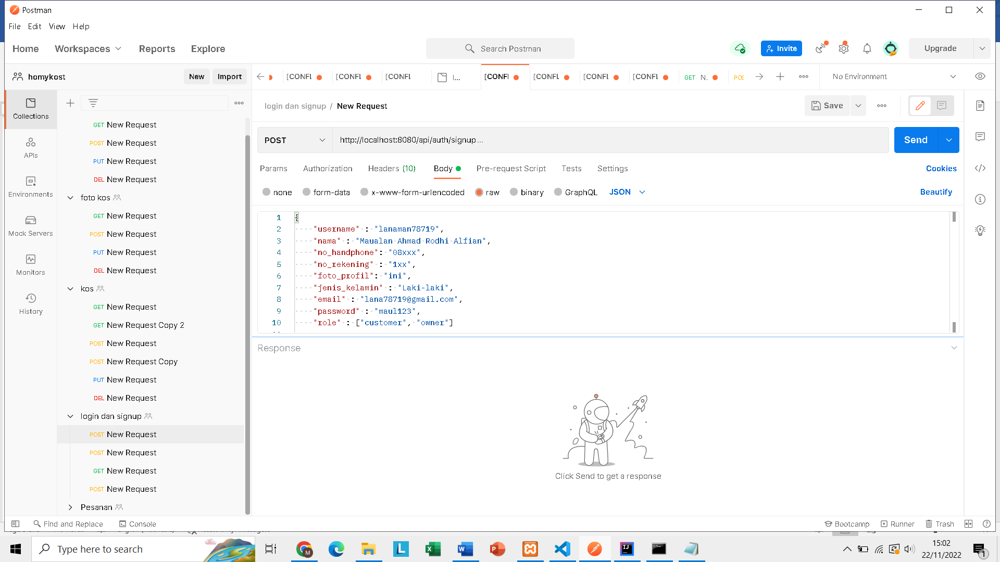 Postman
File Edit View Help
Home Workspaces Reports Explore
Search Postman
Invite
Upgrade
homykost
New Import
[CONFL [CONFL [CONFL I... [CONFL [CONFL [CONFL [CONFL GET N. POS
No Environment
Collections
APIs
Environments
Mock Servers
Monitors
History
GET New Request
POST New Request
PUT New Request
DEL New Request
foto kos
GET New Request
POST New Request
PUT New Request
DEL New Request
kos
GET New Request
GET New Request Copy 2
POST New Request
POST New Request Copy
PUT New Request
DEL New Request
login dan signup
POST New Request
POST New Request
GET New Request
POST New Request
Pesanan
login dan signup / New Request
Save
POST
http://localhost:8080/api/auth/signup...
Send
Params Authorization Headers (10) Body Pre-request Script Tests Settings
Cookies
none form-data x-www-form-urlencoded raw binary GraphQL JSON
Beautify
1 {
2 "username" : "lanaman78719",
3 "nama" : "Maualan Ahmad Rodhi Alfian",
4 "no_handphone": "08xxx",
5 "no_rekening" : "1xx",
6 "foto_profil": "ini",
7 "jenis_kelamin" : "Laki-laki",
8 "email" : "lana78719@gmail.com",
9 "password" : "maul123",
10 "role" : ["customer", "owner"]
Response
Click Send to get a response
Find and Replace Console
Bootcamp Runner Trash
Type here to search
15:02
22/11/2022
1